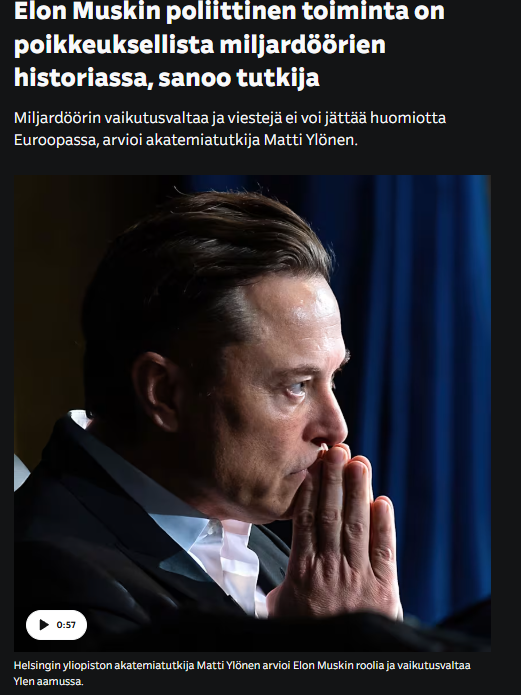 Elon Muskin poliittinen toiminta on
poikkeuksellista miljardöörien
historiassa, sanoo tutkija
Miljardöörin vaikutusvaltaa ja viestejä ei voi jättää huomiotta
Euroopassa, arvioi akatemiatutkija Matti Ylönen.
0:57
Helsingin yliopiston akatemiatutkija Matti Ylönen arvioi Elon Muskin roolia ja vaikutusvaltaa
Ylen aamussa.